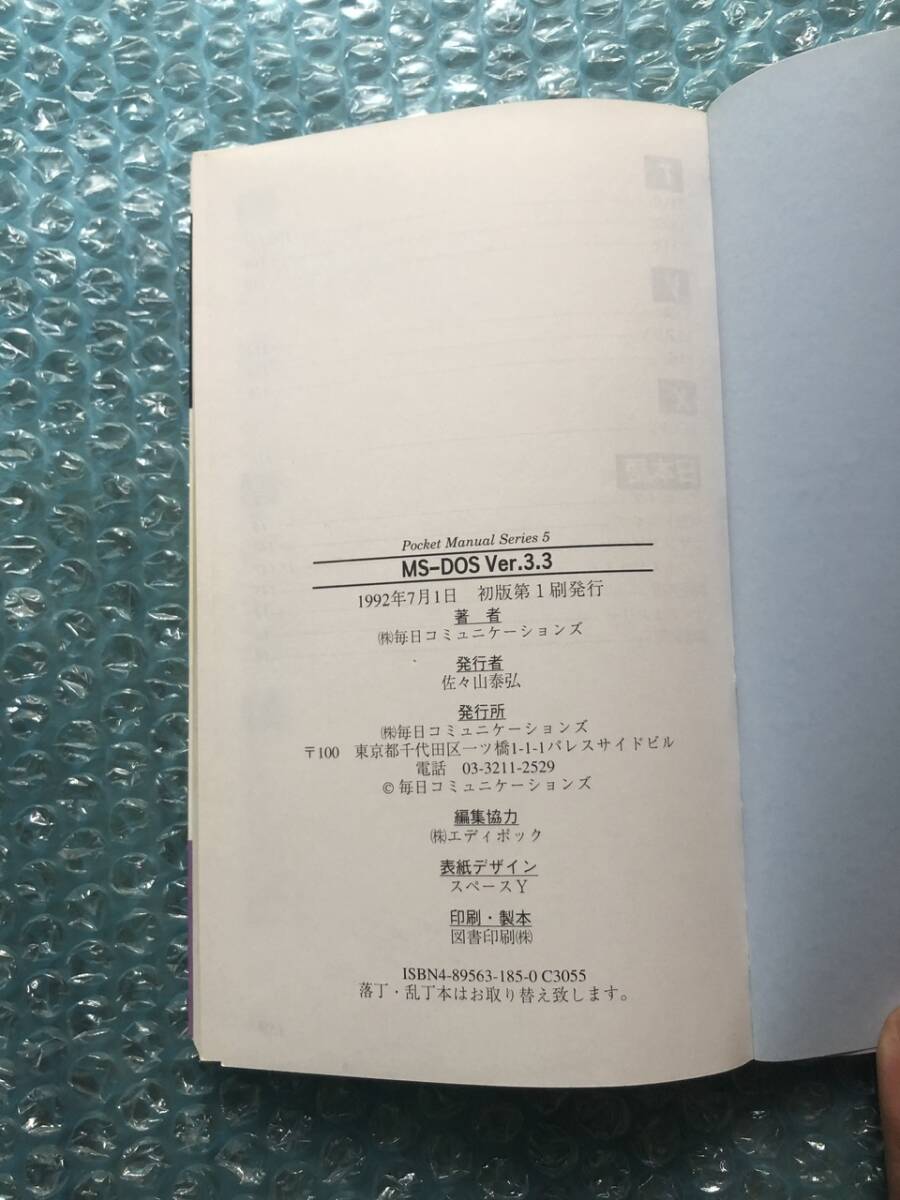 Pocket Manual Series 5
MS-DOS Ver.3.3
1992年7月1日 初版第1刷発行
著 者
㈱毎日コミュニケーションズ
発行者
佐々山泰弘
発行所
㈱毎日コミュニケーションズ
〒100 東京都千代田区一ツ橋1-1-1パレスサイドビル
電話 03-3211-2529
©毎日コミュニケーションズ
編集協力
㈱エディポック
表紙デザイン
スペースY
印刷・製本
図書印刷㈱
ISBN4-89563-185-0 C3055
落丁・乱丁本はお取り替え致します。